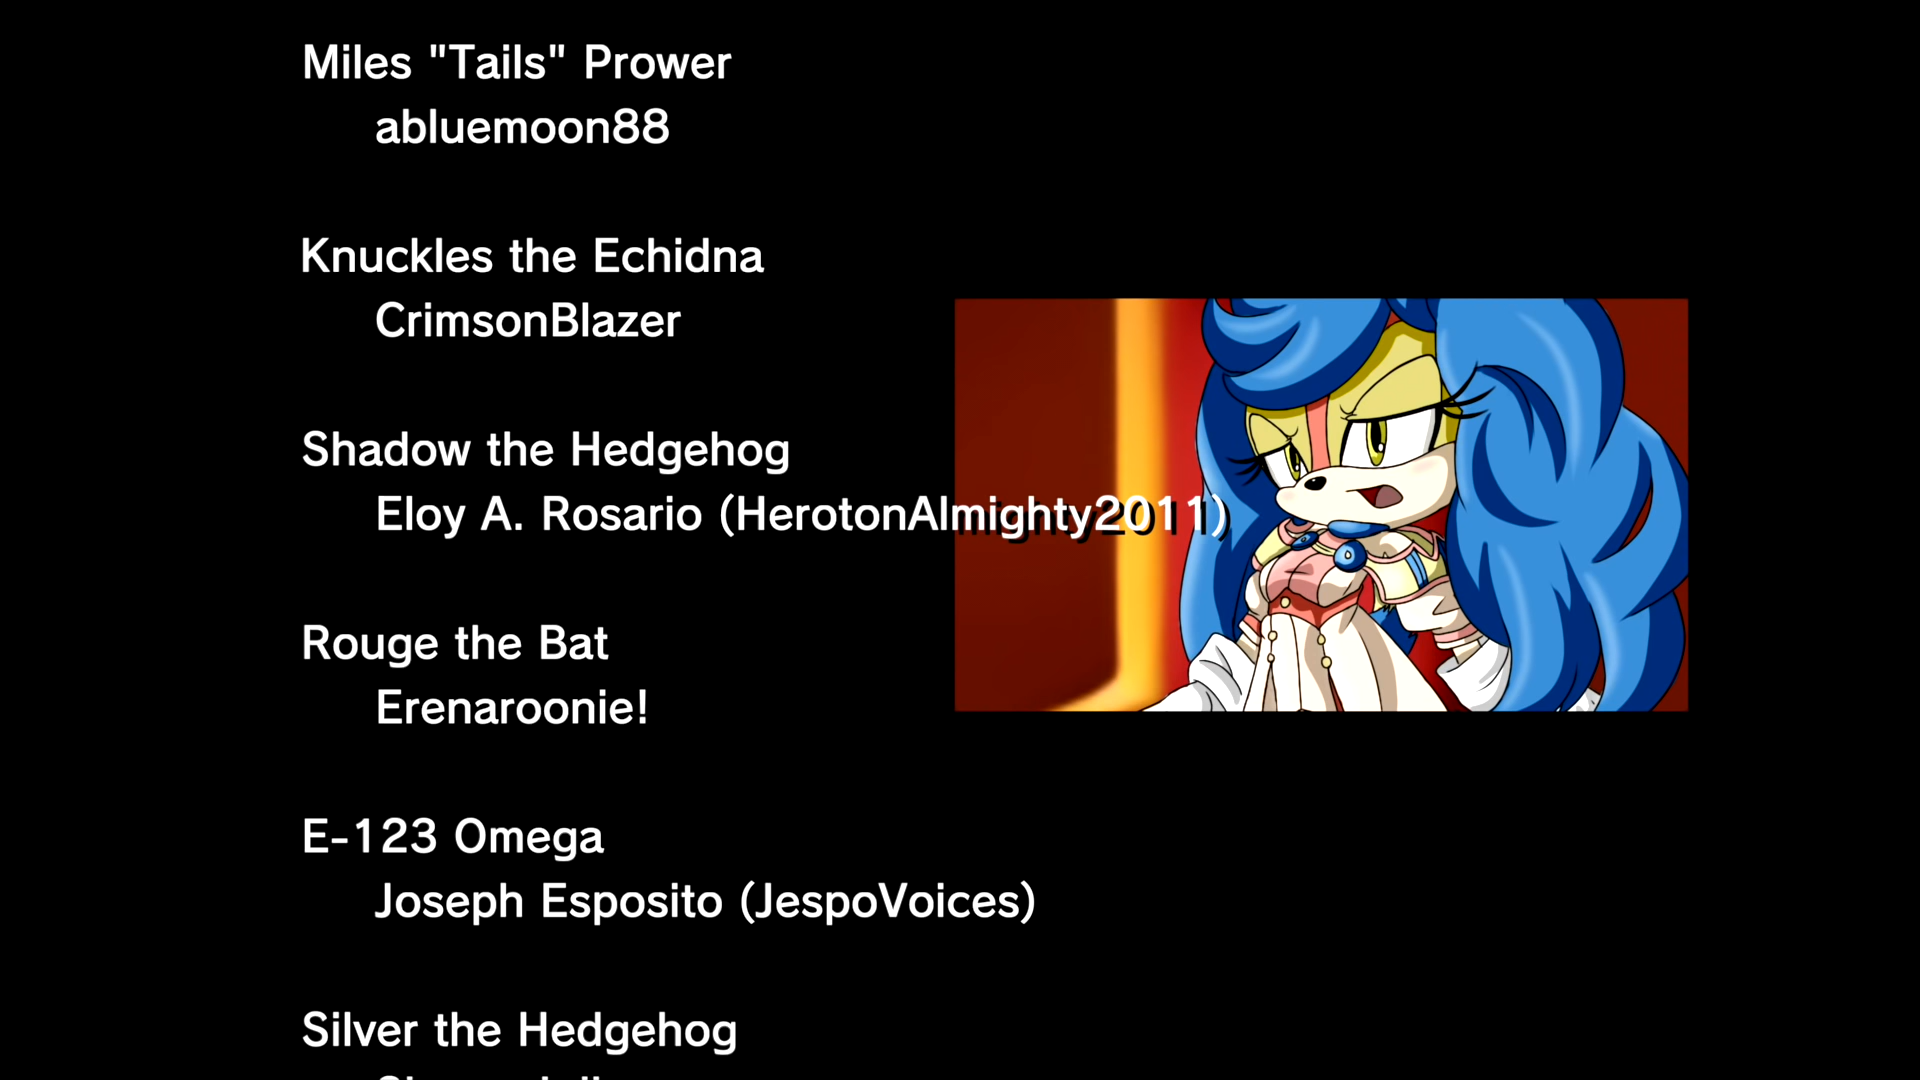 Miles "Tails" Prower
abluemoon88
Knuckles the Echidna
CrimsonBlazer
Shadow the Hedgehog
Eloy A. Rosario (HerotonAlmighty2011)
Rouge the Bat
Erenaroonie!
E-123 Omega
Joseph Esposito (JespoVoices)
Silver the Hedgehog